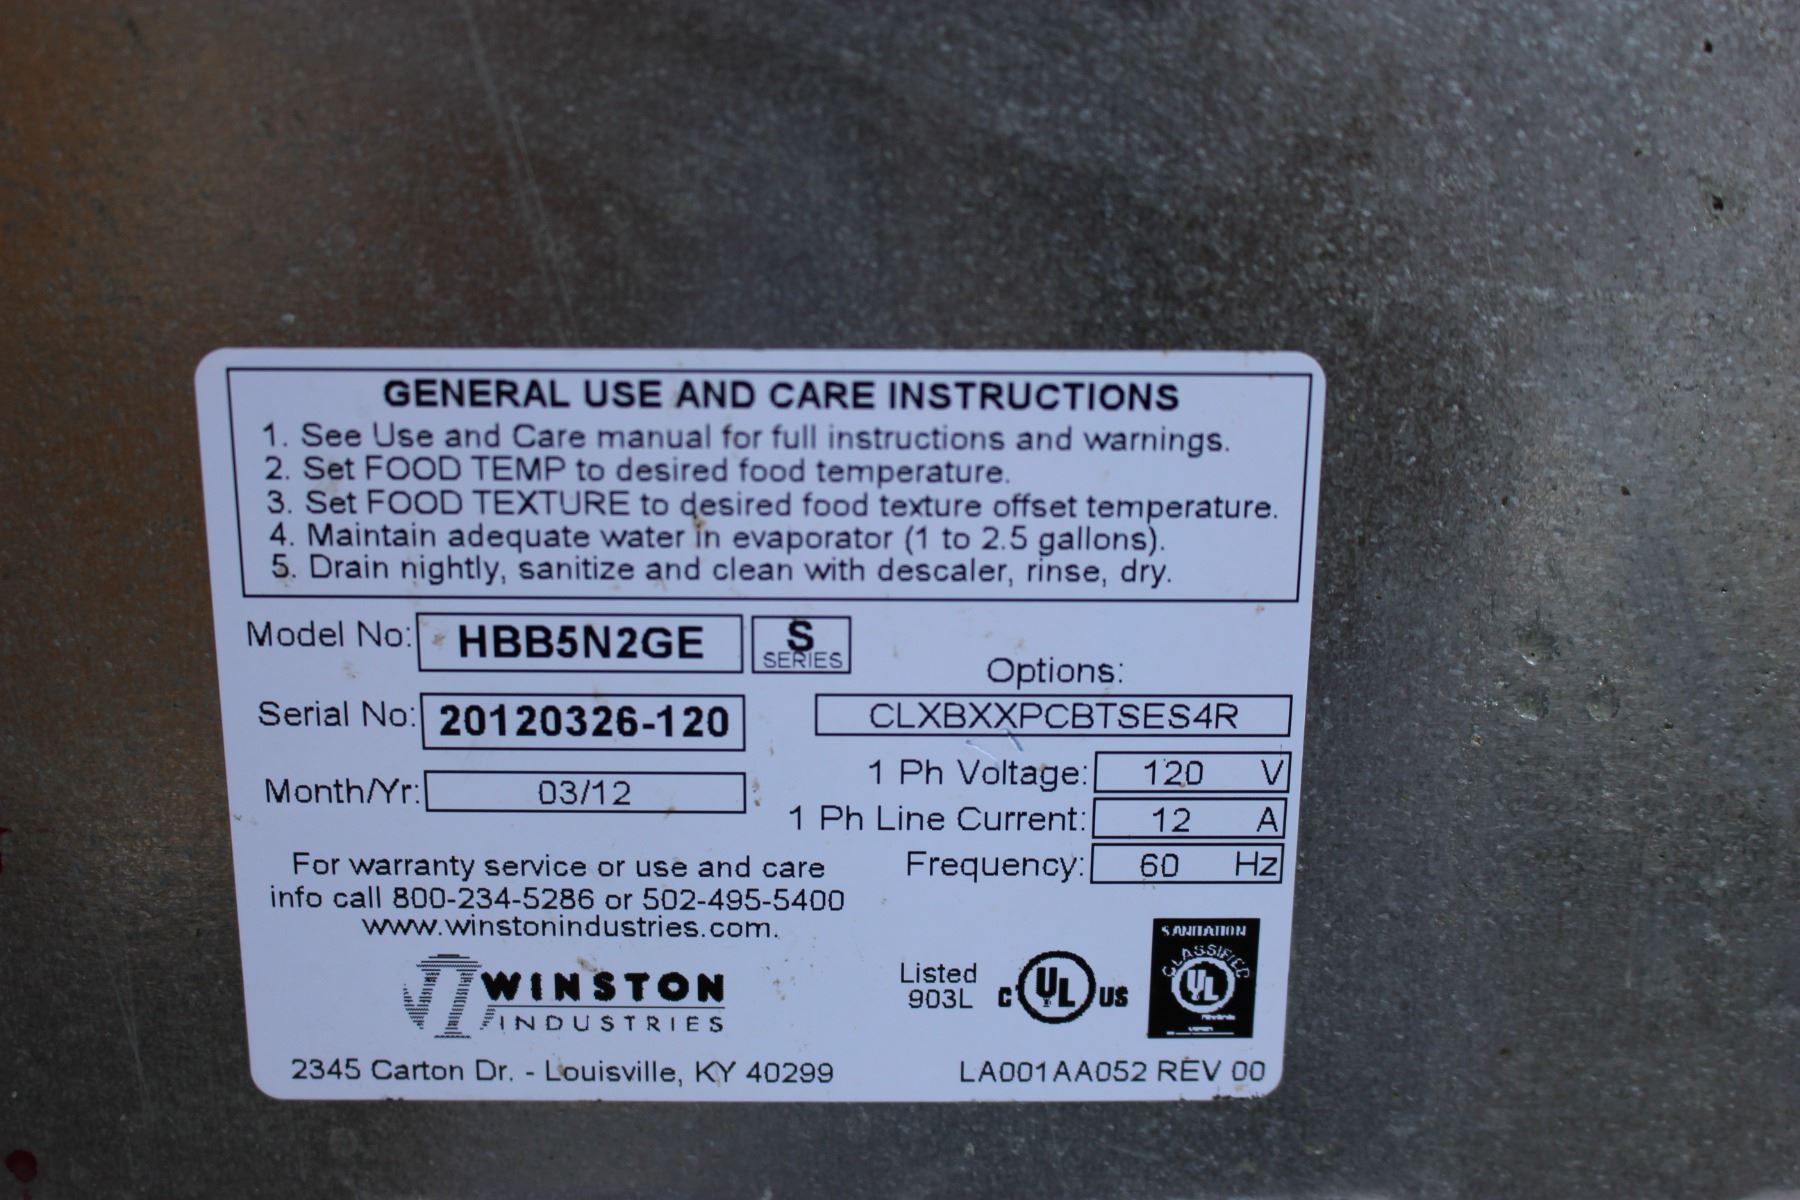 GENERAL USE AND CARE INSTRUCTIONS
1. See Use and Care manual for full instructions and warnings.
2. Set FOOD TEMP to desired food temperature.
3. Set FOOD TEXTURE to desired food texture offset temperature.
4. Maintain adequate water in evaporator (1 to 2.5 gallons).
5. Drain nightly, sanitize and clean with descaler, rinse, dry.
Model No: HBB5N2GE S SERIES
Serial No: 20120326-120
Month/Yr: 03/12
Options:
CLXBXXPCBTSES4R
1 Ph Voltage: 120 V
1 Ph Line Current: 12 A
Frequency: 60 Hz
For warranty service or use and care
info call 800-234-5286 or 502-495-5400
www.winstonindustries.com.
WINSTON
INDUSTRIES
Listed
903L
C UL US
SANITATION
CLASSIFIED
UL
2345 Carton Dr. - Louisville, KY 40299
LA001AA052 REV 00